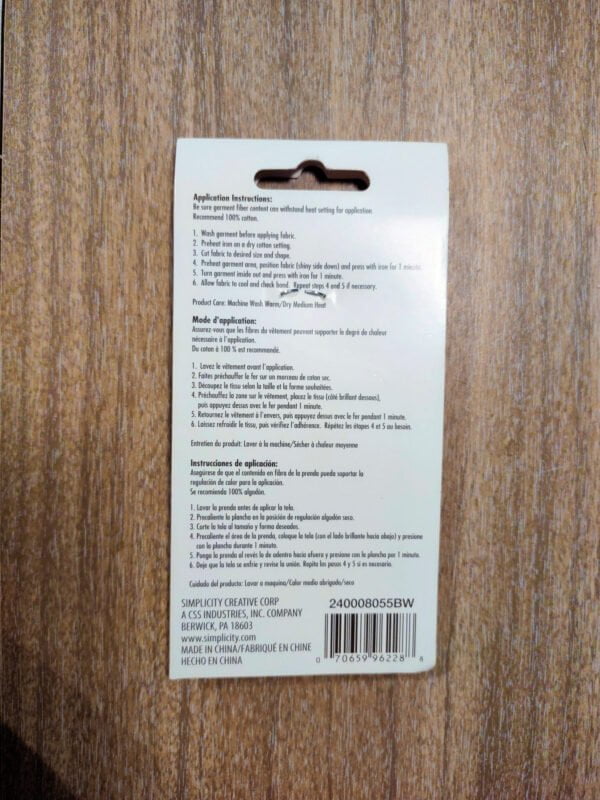 Application Instructions:
Be sure garment fiber content can withstand heat setting for application.
Recommend 100% cotton.
1. Wash garment before applying fabric.
2. Preheat iron on a dry cotton setting.
3. Cut fabric to desired size and shape.
4. Preheat garment area, position fabric (shiny side down) and press with iron for 1 minute.
5. Turn garment inside out and press with iron for 1 minute.
6. Allow fabric to cool and check bond. Repeat steps 4 and 5 if necessary.
Product Care: Machine Wash Warm/Dry Medium Heat
Mode d'application:
Assurez-vous que les fibres du vêtement peuvent supporter le degré de chaleur
nécessaire à l'application.
Du coton à 100 % est recommandé.
1. Lavez le vêtement avant l'application.
2. Faites préchauffer le fer sur un morceau de coton sec.
3. Découpez le tissu selon la taille et la forme souhaitées.
4. Préchauffez la zone sur le vêtement, placez le tissu (côté brillant dessous),
puis appuyez dessus avec le fer pendant 1 minute.
5. Retournez le vêtement à l'envers, puis appuyez dessus avec le fer pendant 1 minute.
6. Laissez refroidir le tissu, puis vérifiez l'adhérence. Répétez les étapes 4 et 5 au besoin.
Entretien du produit: Laver à la machine/Sécher à chaleur moyenne
Instrucciones de aplicación:
Asegúrese de que el contenido en fibra de la prenda pueda soportar la
regulación de calor para la aplicación.
Se recomienda 100% algodón.
1. Lavar la prenda antes de aplicar la tela.
2. Precaliente la plancha en la posición de regulación algodón seco.
3. Corte la tela al tamaño y forma deseados.
4. Precaliente el área de la prenda, coloque la tela (con el lado brillante hacia abajo) y presione
con la plancha durante 1 minuto.
5. Ponga la prenda al revés lo de adentro hacia afuera y presione con la plancha por 1 minuto.
6. Deje que la tela se enfríe y revise la unión. Repita los pasos 4 y 5 si es necesario.
Cuidado del producto: Lavar a maquina/Calor medio abrigado/seco
SIMPLICITY CREATIVE CORP
A CSS INDUSTRIES, INC. COMPANY
BERWICK, PA 18603
www.simplicity.com
MADE IN CHINA/FABRIQUÉ EN CHINE
HECHO EN CHINA
240008055BW
0 70659 96228 8